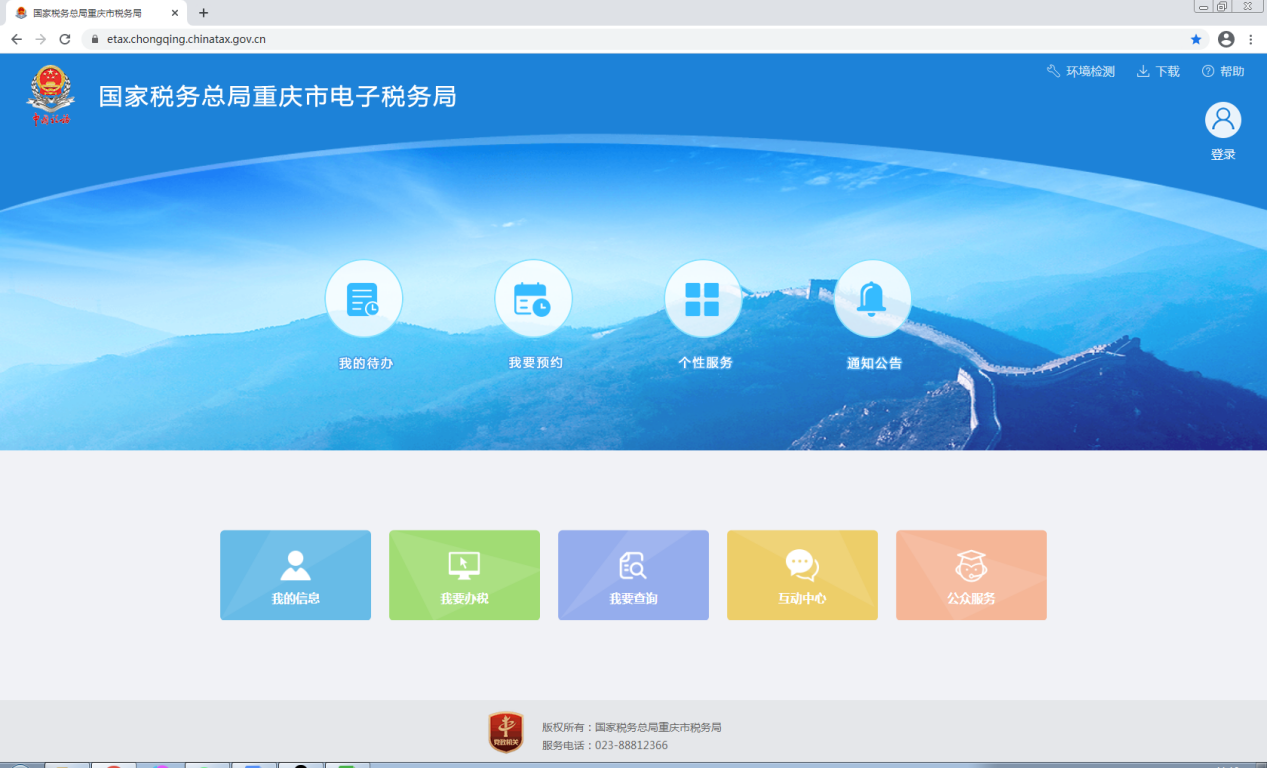 国家税务总局重庆市税务局
etax.chongqing.chinatax.gov.cn
环境检测 下载 帮助
国家税务总局重庆市电子税务局
登录
我的待办 我要预约 个性服务 通知公告
我的信息 我要办税 我要查询 互动中心 公众服务
党政机关
版权所有：国家税务总局重庆市税务局
服务电话：023-88812366